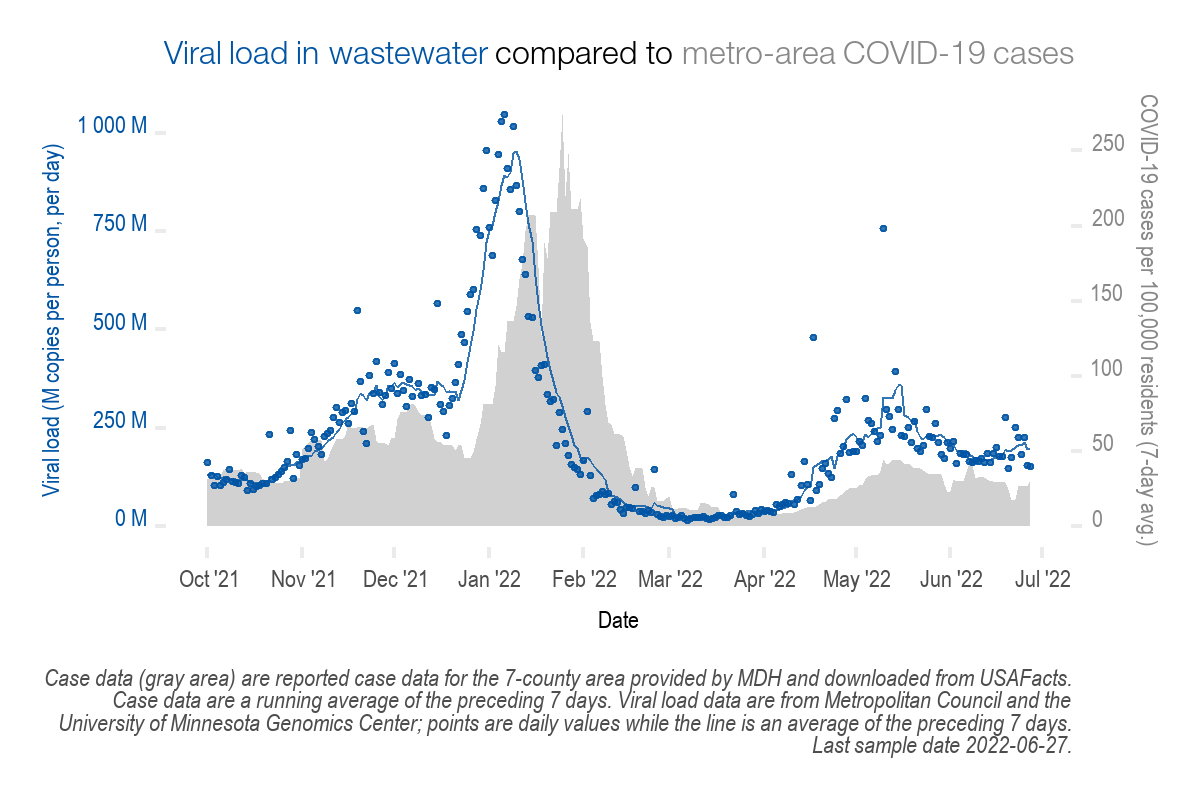 Viral load in wastewater compared to metro-area COVID-19 cases
Viral load (M copies per person, per day)
1 000 M
750 M
500 M
250 M
0 M
250
200
150
100
50
0
COVID-19 cases per 100,000 residents (7-day avg.)
Oct '21 Nov '21 Dec '21 Jan '22 Feb '22 Mar '22 Apr '22 May '22 Jun '22 Jul '22
Date
Case data (gray area) are reported case data for the 7-county area provided by MDH and downloaded from USAFacts.
Case data are a running average of the preceding 7 days. Viral load data are from Metropolitan Council and the
University of Minnesota Genomics Center; points are daily values while the line is an average of the preceding 7 days.
Last sample date 2022-06-27.